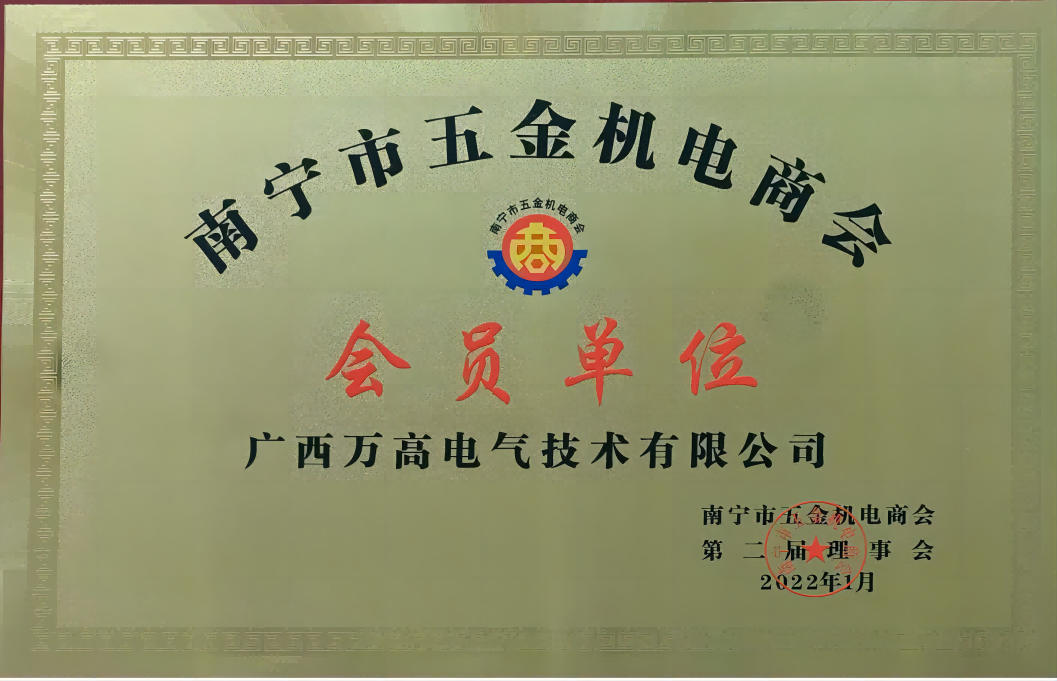 南宁市五金机电商会
南宁市五金机电商会
商
会员单位
广西万高电气技术有限公司
南宁市五金机电商会
第二届理事会
2022年1月